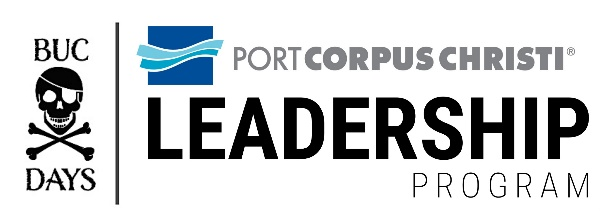 BUC
DAYS
PORTCORPUSCHRISTI®
LEADERSHIP
PROGRAM